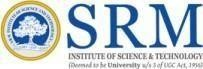 SRM
INSTITUTE OF SCIENCE & TECHNOLOGY
(Deemed to be University u/s 3 of UGC Act, 1956)